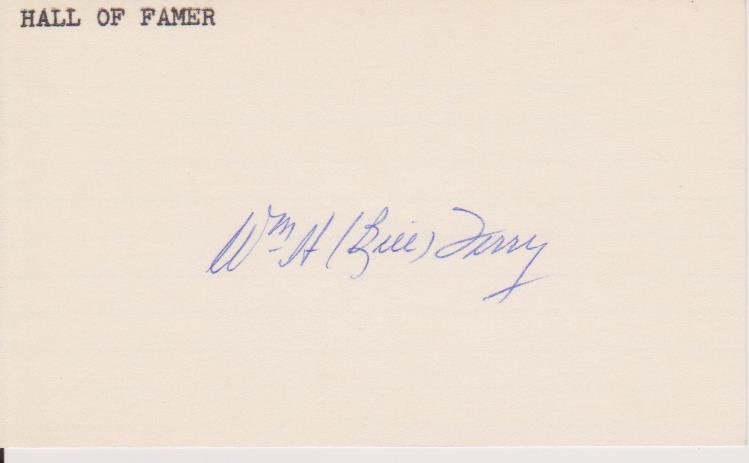 HALL OF FAMER
Wm H (Bill) Terry